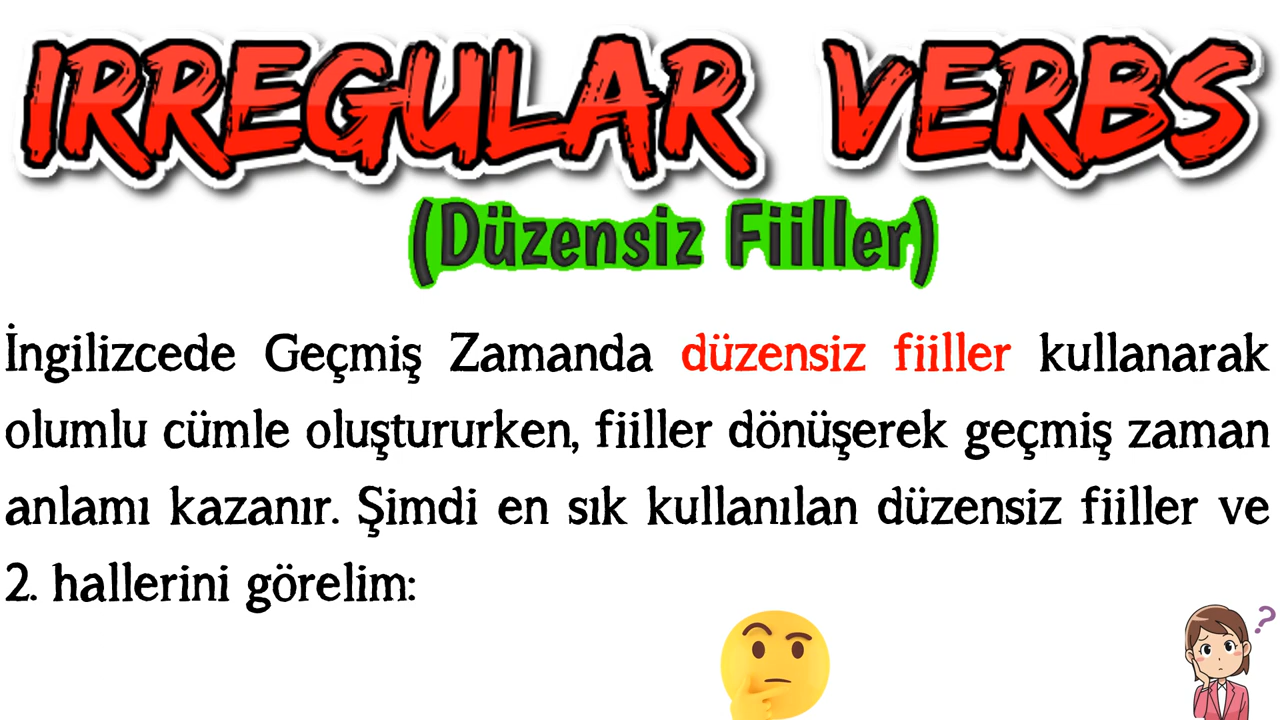 IRREGULAR VERBS
(Düzensiz Fiiller)
İngilizcede Geçmiş Zamanda düzensiz fiiller kullanarak
olumlu cümle oluştururken, fiiller dönüşerek geçmiş zaman
anlamı kazanır. Şimdi en sık kullanılan düzensiz fiiller ve
2. hallerini görelim:
?